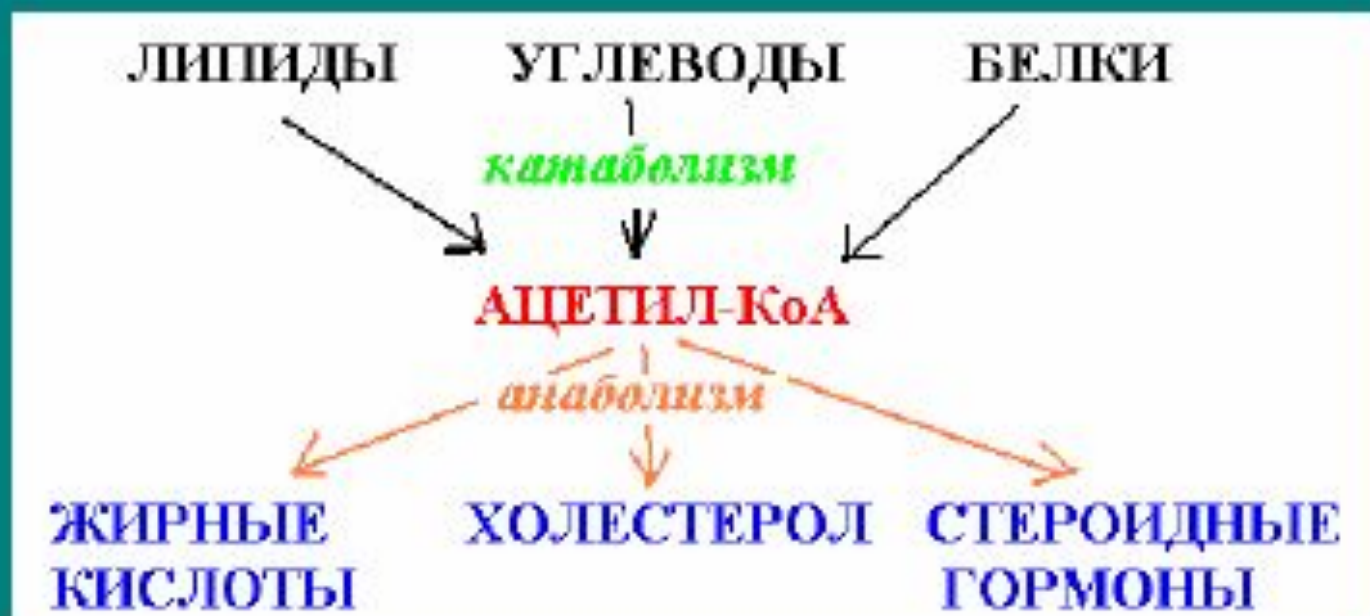 ЛИПИДЫ УГЛЕВОДЫ БЕЛКИ
катаболизм
АЦЕТИЛ-КоА
анаболизм
ЖИРНЫЕ ХОЛЕСТЕРОЛ СТЕРОИДНЫЕ
КИСЛОТЫ ГОРМОНЫ